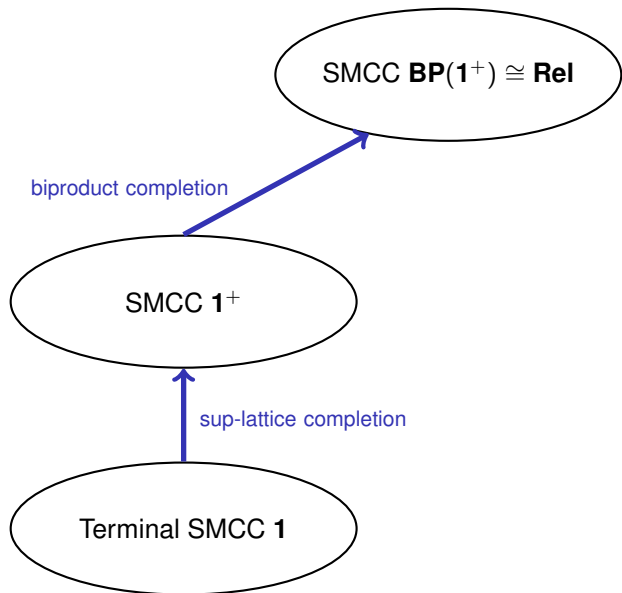 SMCC BP(1⁺) ≅ Rel
biproduct completion
SMCC 1⁺
sup-lattice completion
Terminal SMCC 1